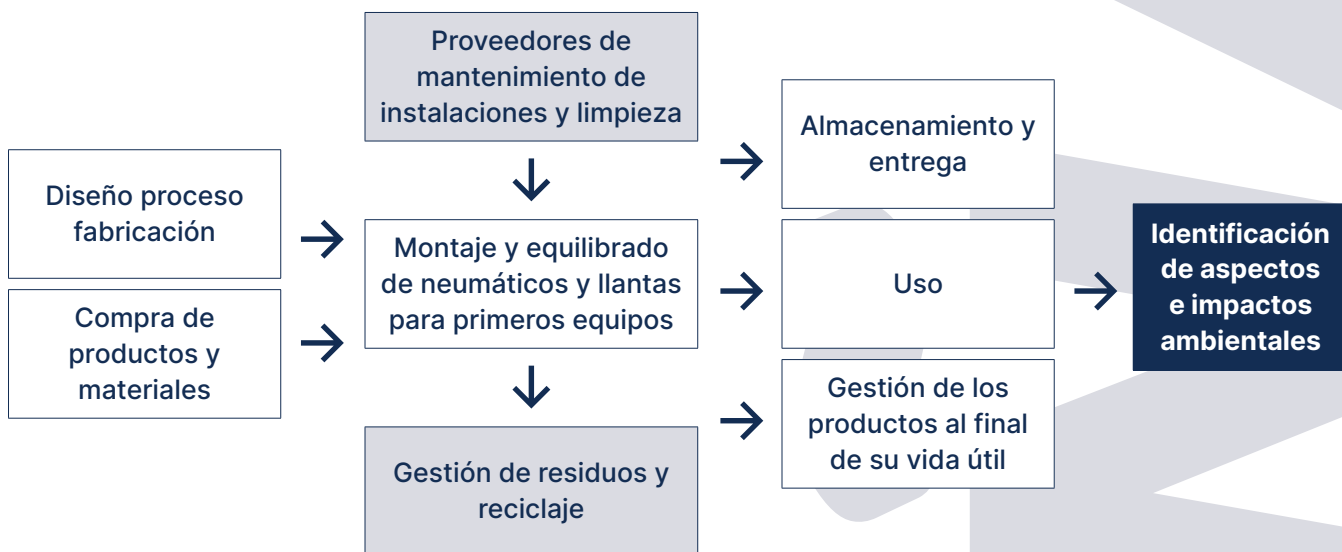 Proveedores de
mantenimiento de
instalaciones y limpieza
Diseño proceso
fabricación
Compra de
productos y
materiales
Montaje y equilibrado
de neumáticos y llantas
para primeros equipos
Gestión de residuos y
reciclaje
Almacenamiento y
entrega
Uso
Gestión de los
productos al final
de su vida útil
Identificación
de aspectos
e impactos
ambientales